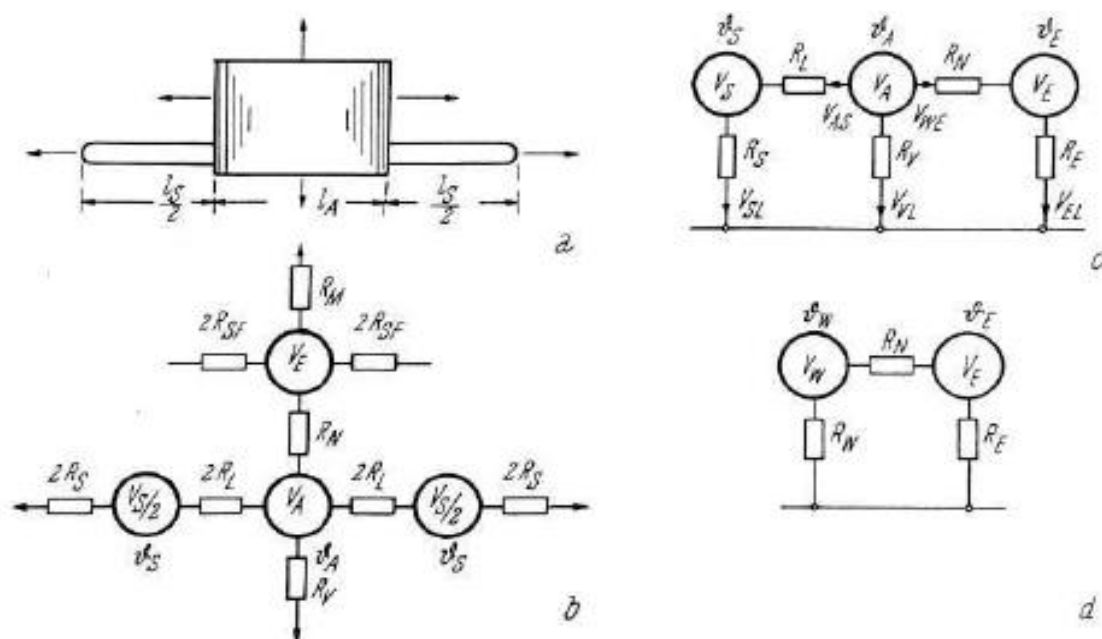 l_S/2 l_A l_S/2
a
R_M
2R_SF 2R_SF
V_E
R_N
2R_S 2R_L 2R_L 2R_S
V_S/2 V_A V_S/2
ϑ_S ϑ_A ϑ_S
R_V
b
ϑ_S ϑ_A ϑ_E
R_L R_N
V_S V_A V_E
V_AS V_WE
R_S R_V R_E
V_SL V_VL V_EL
c
ϑ_W ϑ_E
R_N
V_W V_E
R_W R_E
d